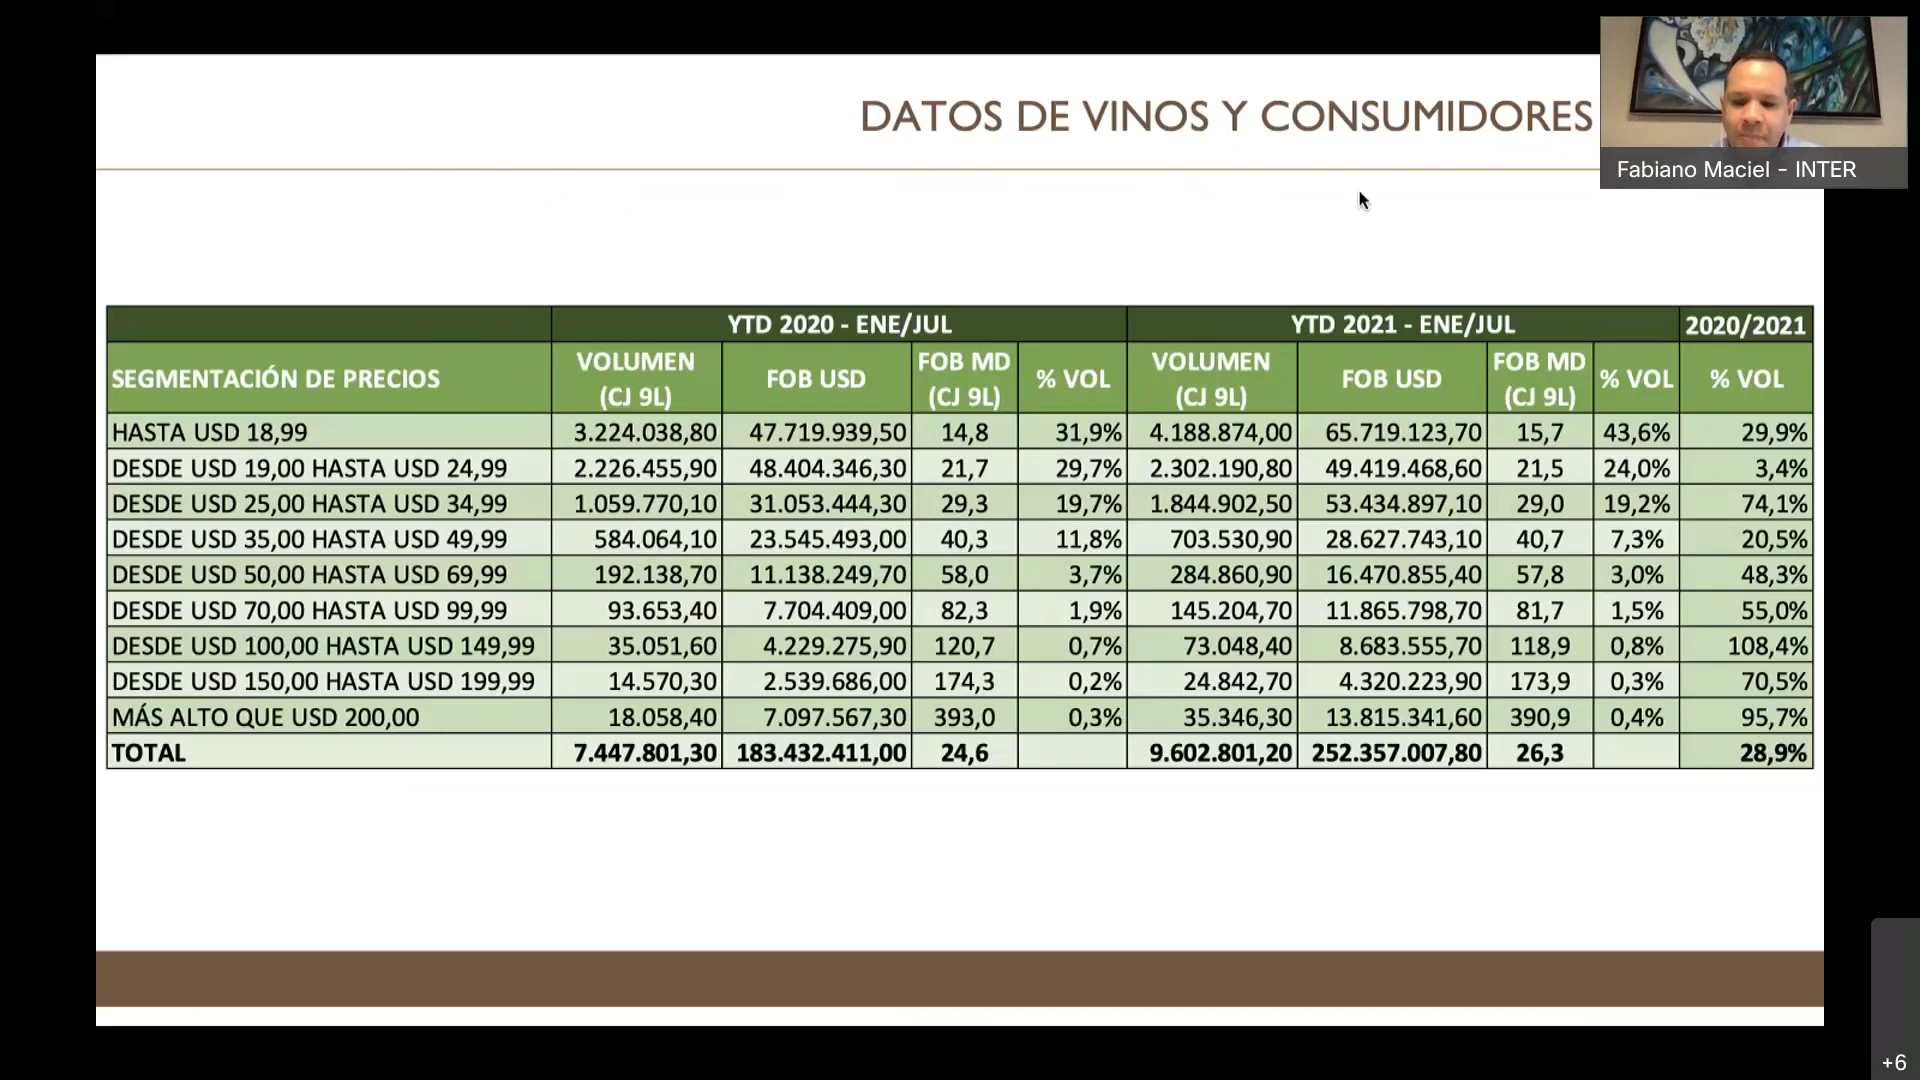 DATOS DE VINOS Y CONSUMIDORES
Fabiano Maciel - INTER
YTD 2020 - ENE/JUL YTD 2021 - ENE/JUL 2020/2021
SEGMENTACIÓN DE PRECIOS VOLUMEN (CJ 9L) FOB USD FOB MD (CJ 9L) % VOL VOLUMEN (CJ 9L) FOB USD FOB MD (CJ 9L) % VOL % VOL
HASTA USD 18,99 3.224.038,80 47.719.939,50 14,8 31,9% 4.188.874,00 65.719.123,70 15,7 43,6% 29,9%
DESDE USD 19,00 HASTA USD 24,99 2.226.455,90 48.404.346,30 21,7 29,7% 2.302.190,80 49.419.468,60 21,5 24,0% 3,4%
DESDE USD 25,00 HASTA USD 34,99 1.059.770,10 31.053.444,30 29,3 19,7% 1.844.902,50 53.434.897,10 29,0 19,2% 74,1%
DESDE USD 35,00 HASTA USD 49,99 584.064,10 23.545.493,00 40,3 11,8% 703.530,90 28.627.743,10 40,7 7,3% 20,5%
DESDE USD 50,00 HASTA USD 69,99 192.138,70 11.138.249,70 58,0 3,7% 284.860,90 16.470.855,40 57,8 3,0% 48,3%
DESDE USD 70,00 HASTA USD 99,99 93.653,40 7.704.409,00 82,3 1,9% 145.204,70 11.865.798,70 81,7 1,5% 55,0%
DESDE USD 100,00 HASTA USD 149,99 35.051,60 4.229.275,90 120,7 0,7% 73.048,40 8.683.555,70 118,9 0,8% 108,4%
DESDE USD 150,00 HASTA USD 199,99 14.570,30 2.539.686,00 174,3 0,2% 24.842,70 4.320.223,90 173,9 0,3% 70,5%
MÁS ALTO QUE USD 200,00 18.058,40 7.097.567,30 393,0 0,3% 35.346,30 13.815.341,60 390,9 0,4% 95,7%
TOTAL 7.447.801,30 183.432.411,00 24,6 9.602.801,20 252.357.007,80 26,3 28,9%
+6